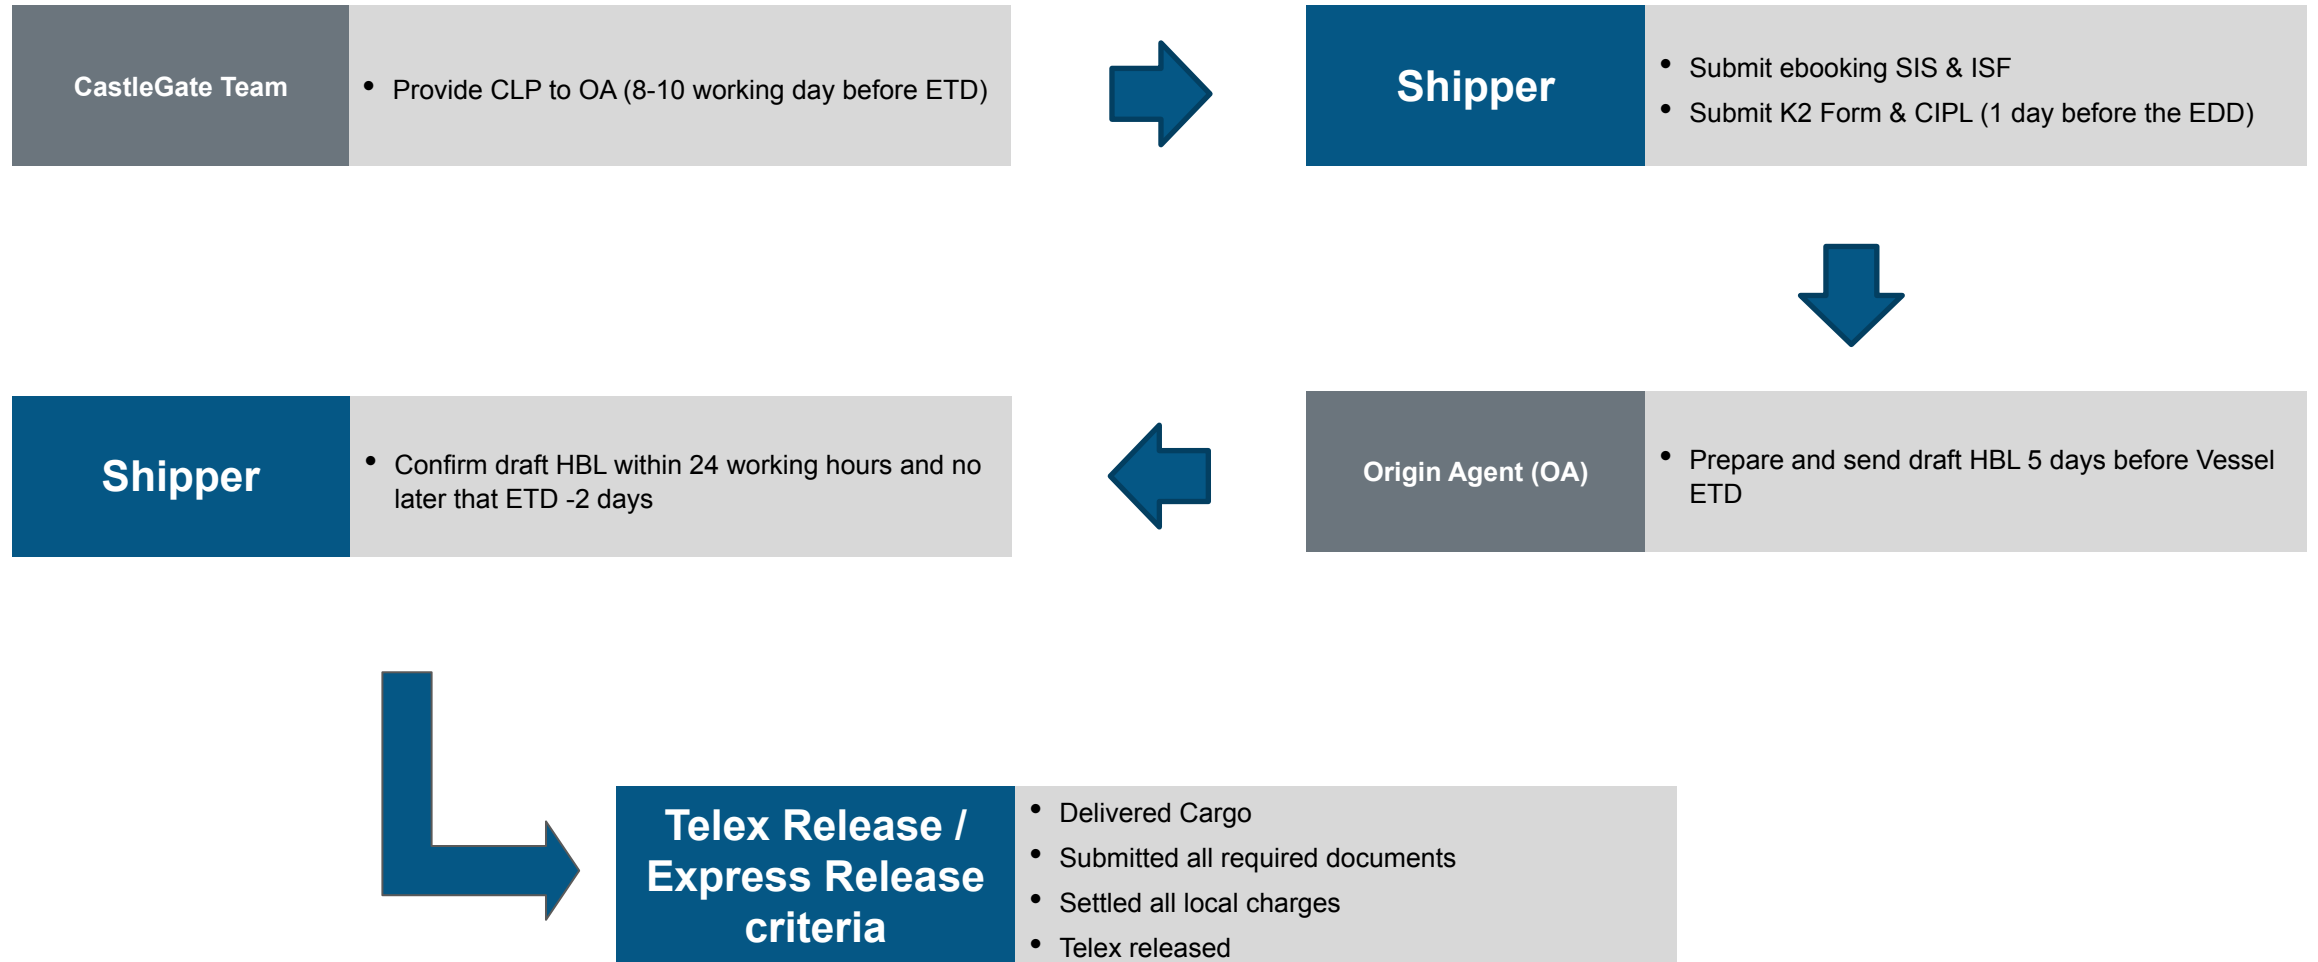 CastleGate Team
• Provide CLP to OA (8-10 working day before ETD)
Shipper
• Submit ebooking SIS & ISF
• Submit K2 Form & CIPL (1 day before the EDD)
Origin Agent (OA)
• Prepare and send draft HBL 5 days before Vessel
ETD
Shipper
• Confirm draft HBL within 24 working hours and no
later that ETD -2 days
Telex Release /
Express Release
criteria
• Delivered Cargo
• Submitted all required documents
• Settled all local charges
• Telex released